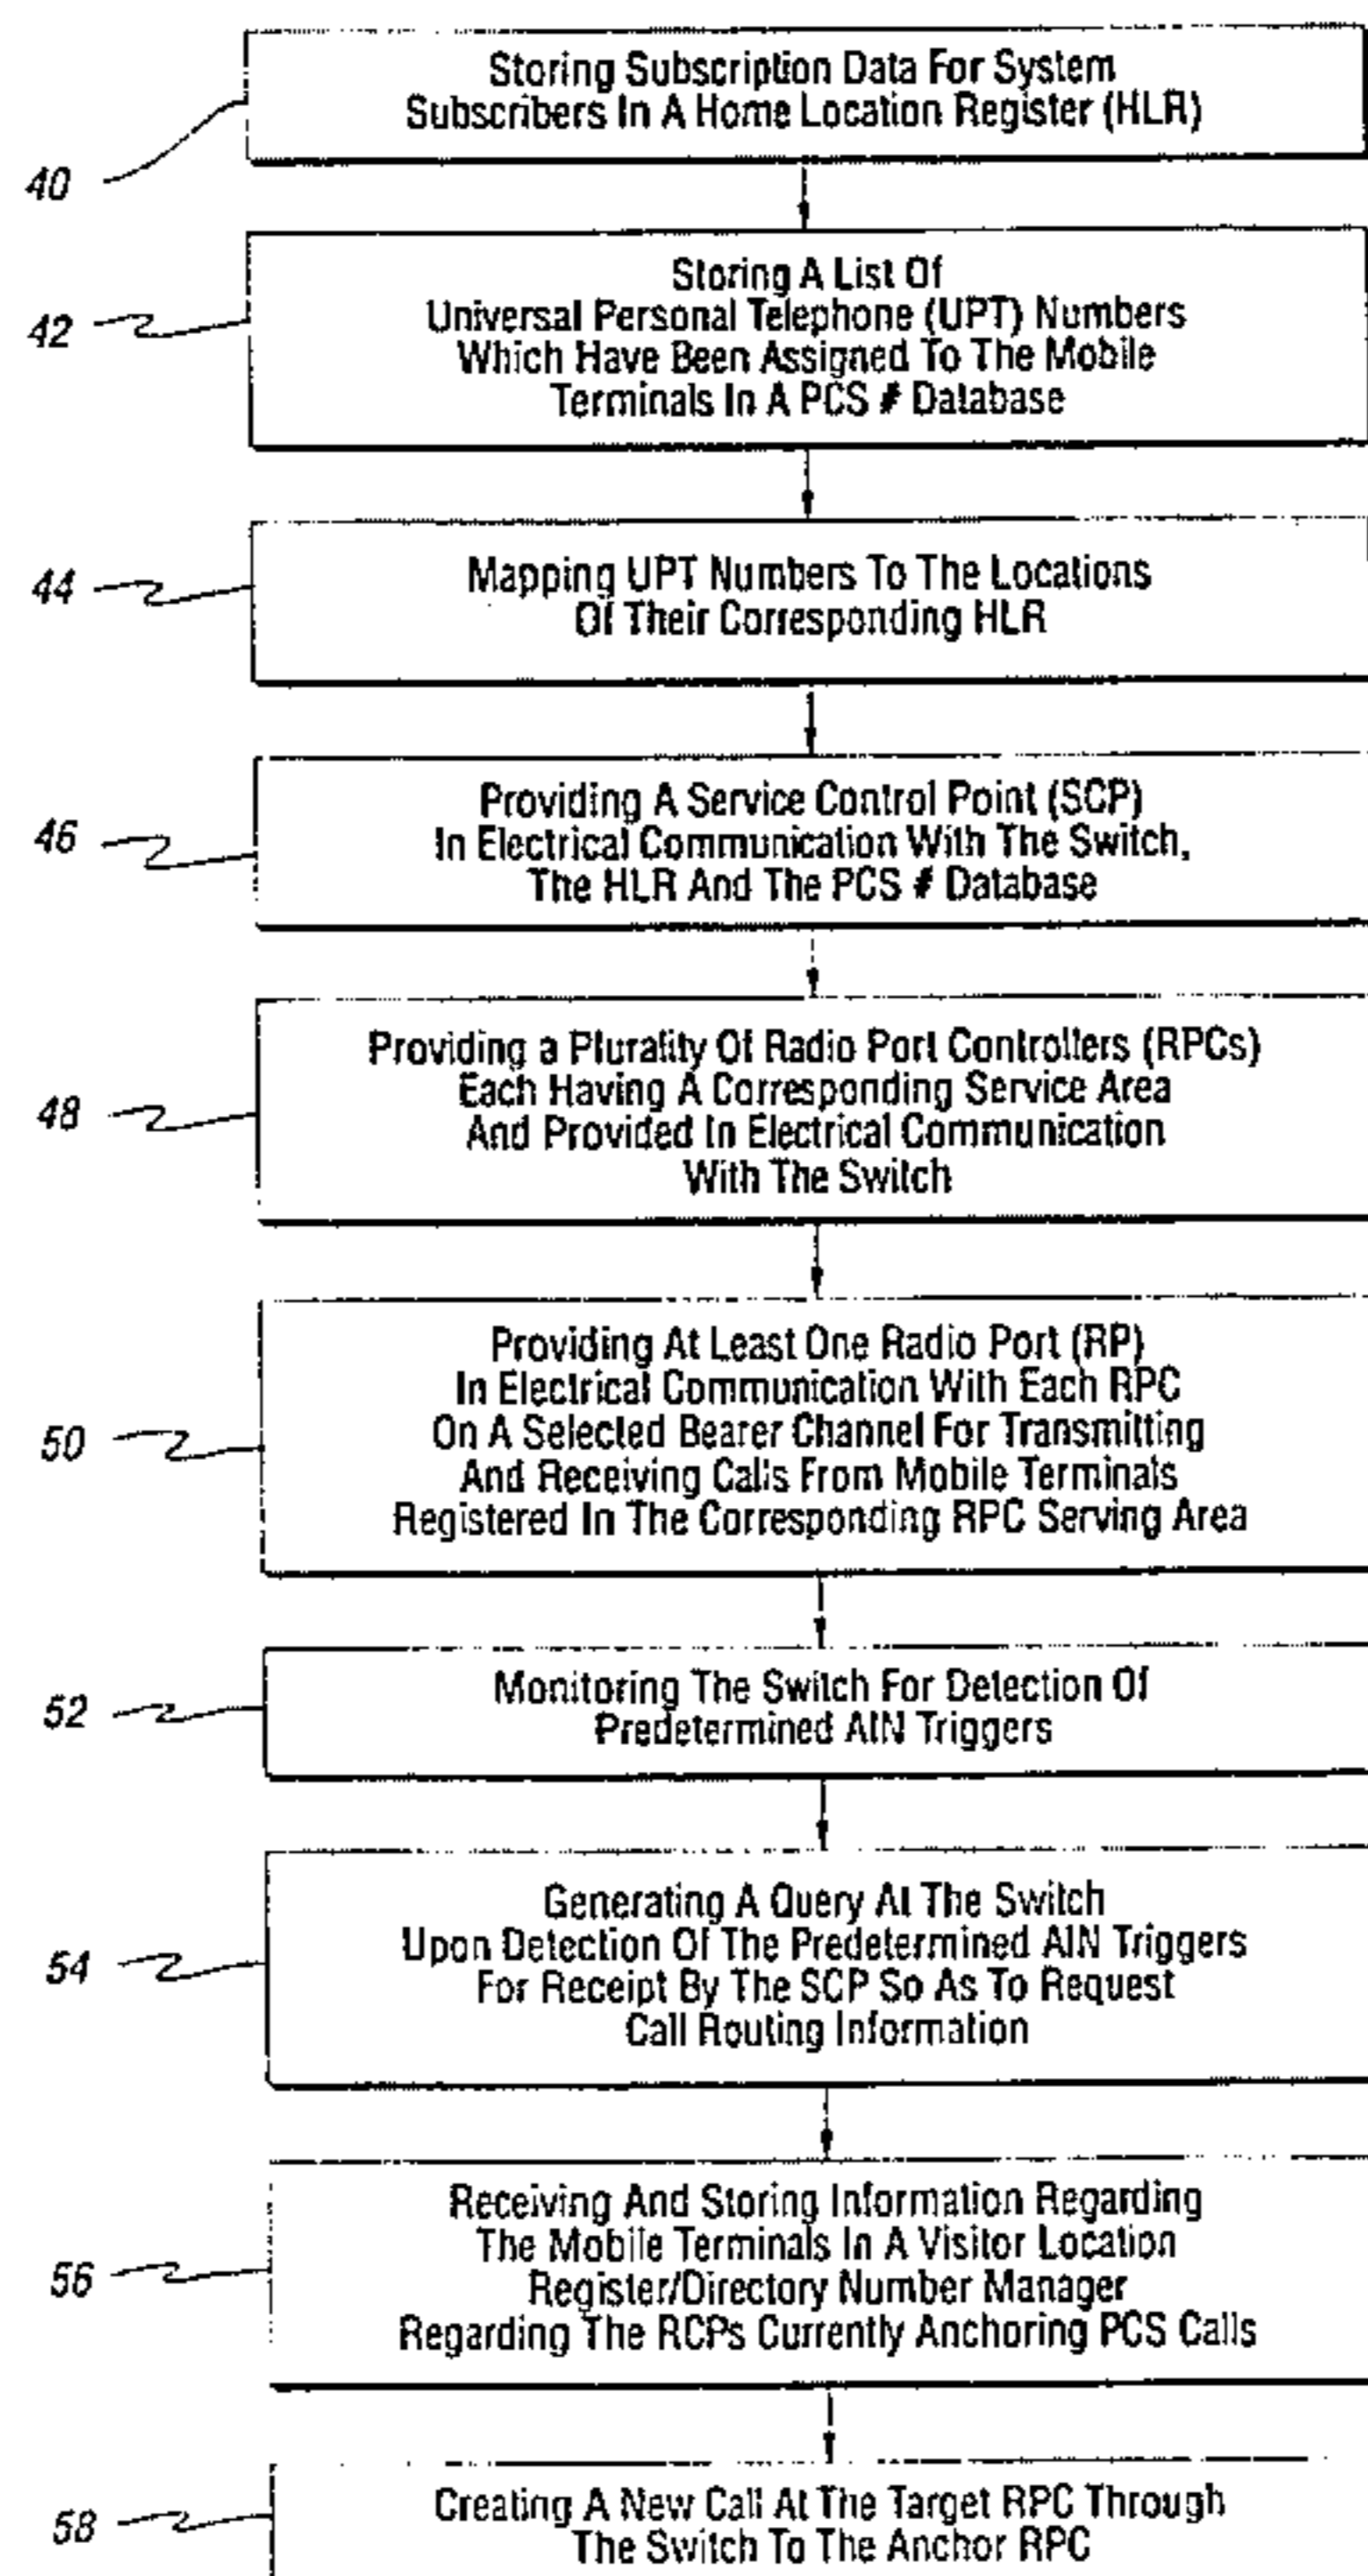 Storing Subscription Data For System
Subscribers In A Home Location Register (HLR)
40
Storing A List Of
Universal Personal Telephone (UPT) Numbers
Which Have Been Assigned To The Mobile
Terminals In A PCS # Database
42
Mapping UPT Numbers To The Locations
Of Their Corresponding HLR
44
Providing A Service Control Point (SCP)
In Electrical Communication With The Switch,
The HLR And The PCS # Database
46
Providing a Plurality Of Radio Port Controllers (RPCs)
Each Having A Corresponding Service Area
And Provided In Electrical Communication
With The Switch
48
Providing At Least One Radio Port (RP)
In Electrical Communication With Each RPC
On A Selected Bearer Channel For Transmitting
And Receiving Calls From Mobile Terminals
Registered In The Corresponding RPC Serving Area
50
Monitoring The Switch For Detection Of
Predetermined AIN Triggers
52
Generating A Query At The Switch
Upon Detection Of The Predetermined AIN Triggers
For Receipt By The SCP So As To Request
Call Routing Information
54
Receiving And Storing Information Regarding
The Mobile Terminals In A Visitor Location
Register/Directory Number Manager
Regarding The RCPs Currently Anchoring PCS Calls
56
Creating A New Call At The Target RPC Through
The Switch To The Anchor RPC
58